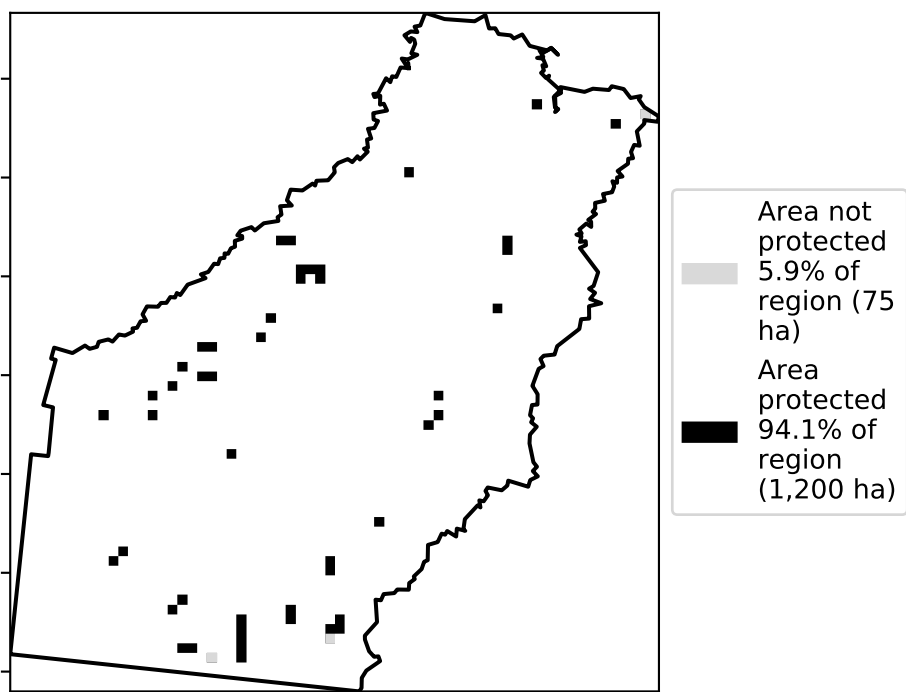 Area not
protected
5.9% of
region (75
ha)
Area
protected
94.1% of
region
(1,200 ha)